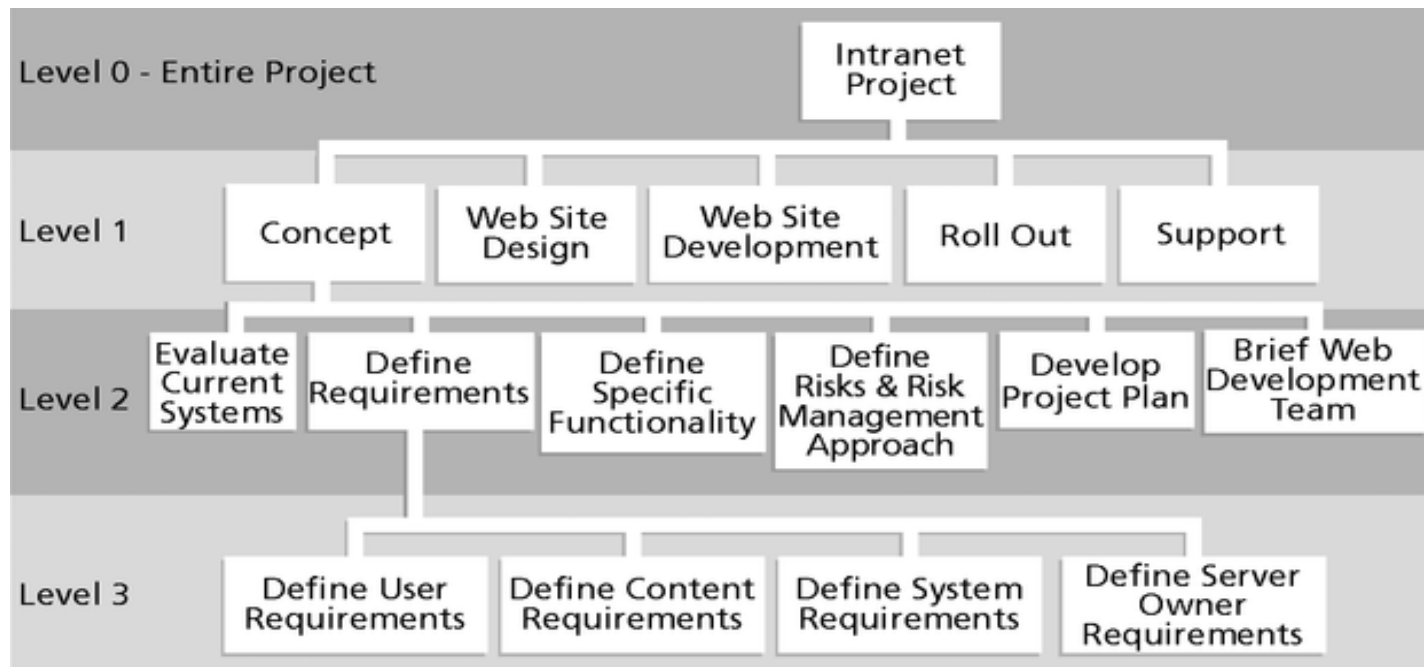 Level 0 - Entire Project
Intranet
Project
Level 1
Concept
Web Site
Design
Web Site
Development
Roll Out
Support
Level 2
Evaluate
Current
Systems
Define
Requirements
Define
Specific
Functionality
Define
Risks & Risk
Management
Approach
Develop
Project Plan
Brief Web
Development
Team
Level 3
Define User
Requirements
Define Content
Requirements
Define System
Requirements
Define Server
Owner
Requirements